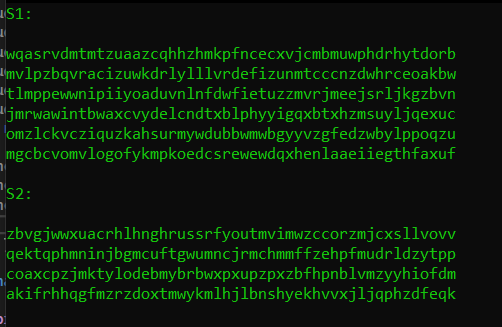 S1:
wqasrvdmtmtzuaazcqhhzhmkpfncecxvjcmbmuwphdrhytdorb
mvlpzbqvracizuwkdrlylllvrdefizunmtcccnzdwhrceoakbw
tlmppewwnipiiyoaduvnlnfdwfietuzzmvrjmeejsrljkgzbvn
jmrwawintbwaxcvydelcndtxblphyyigqxbtxhzmsuyljqexuc
omzlckvcziquzkahsurmywdubbwmwbgyyvzgfedzwbylppoqzu
mgcbcvomvlogofykmpkoedcsrewewdqxhenlaaeiiegthfaxuf
S2:
zbvgjwwxuacrhlhnghrussrfyoutmvimwzccorzmjcxsllvovv
qektqphmninjbgmcuftgwumncjrmchmmffzehpfmudrldzytpp
coaxcpzjmktylodebmybrbwxpxupzpxzbfhpnblvmzyyhiofdm
akifrhhqgfmzrzdoxtmwykmlhjlbnshyekhvvxjljqphzdfeqk